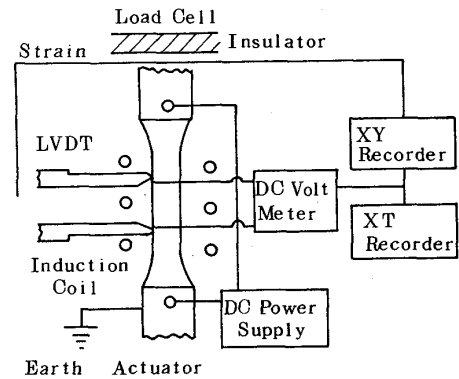 Load Cell
Insulator
Strain
LVDT
XY
Recorder
DC Volt
Meter
XT
Recorder
Induction
Coil
DC Power
Supply
Earth
Actuator